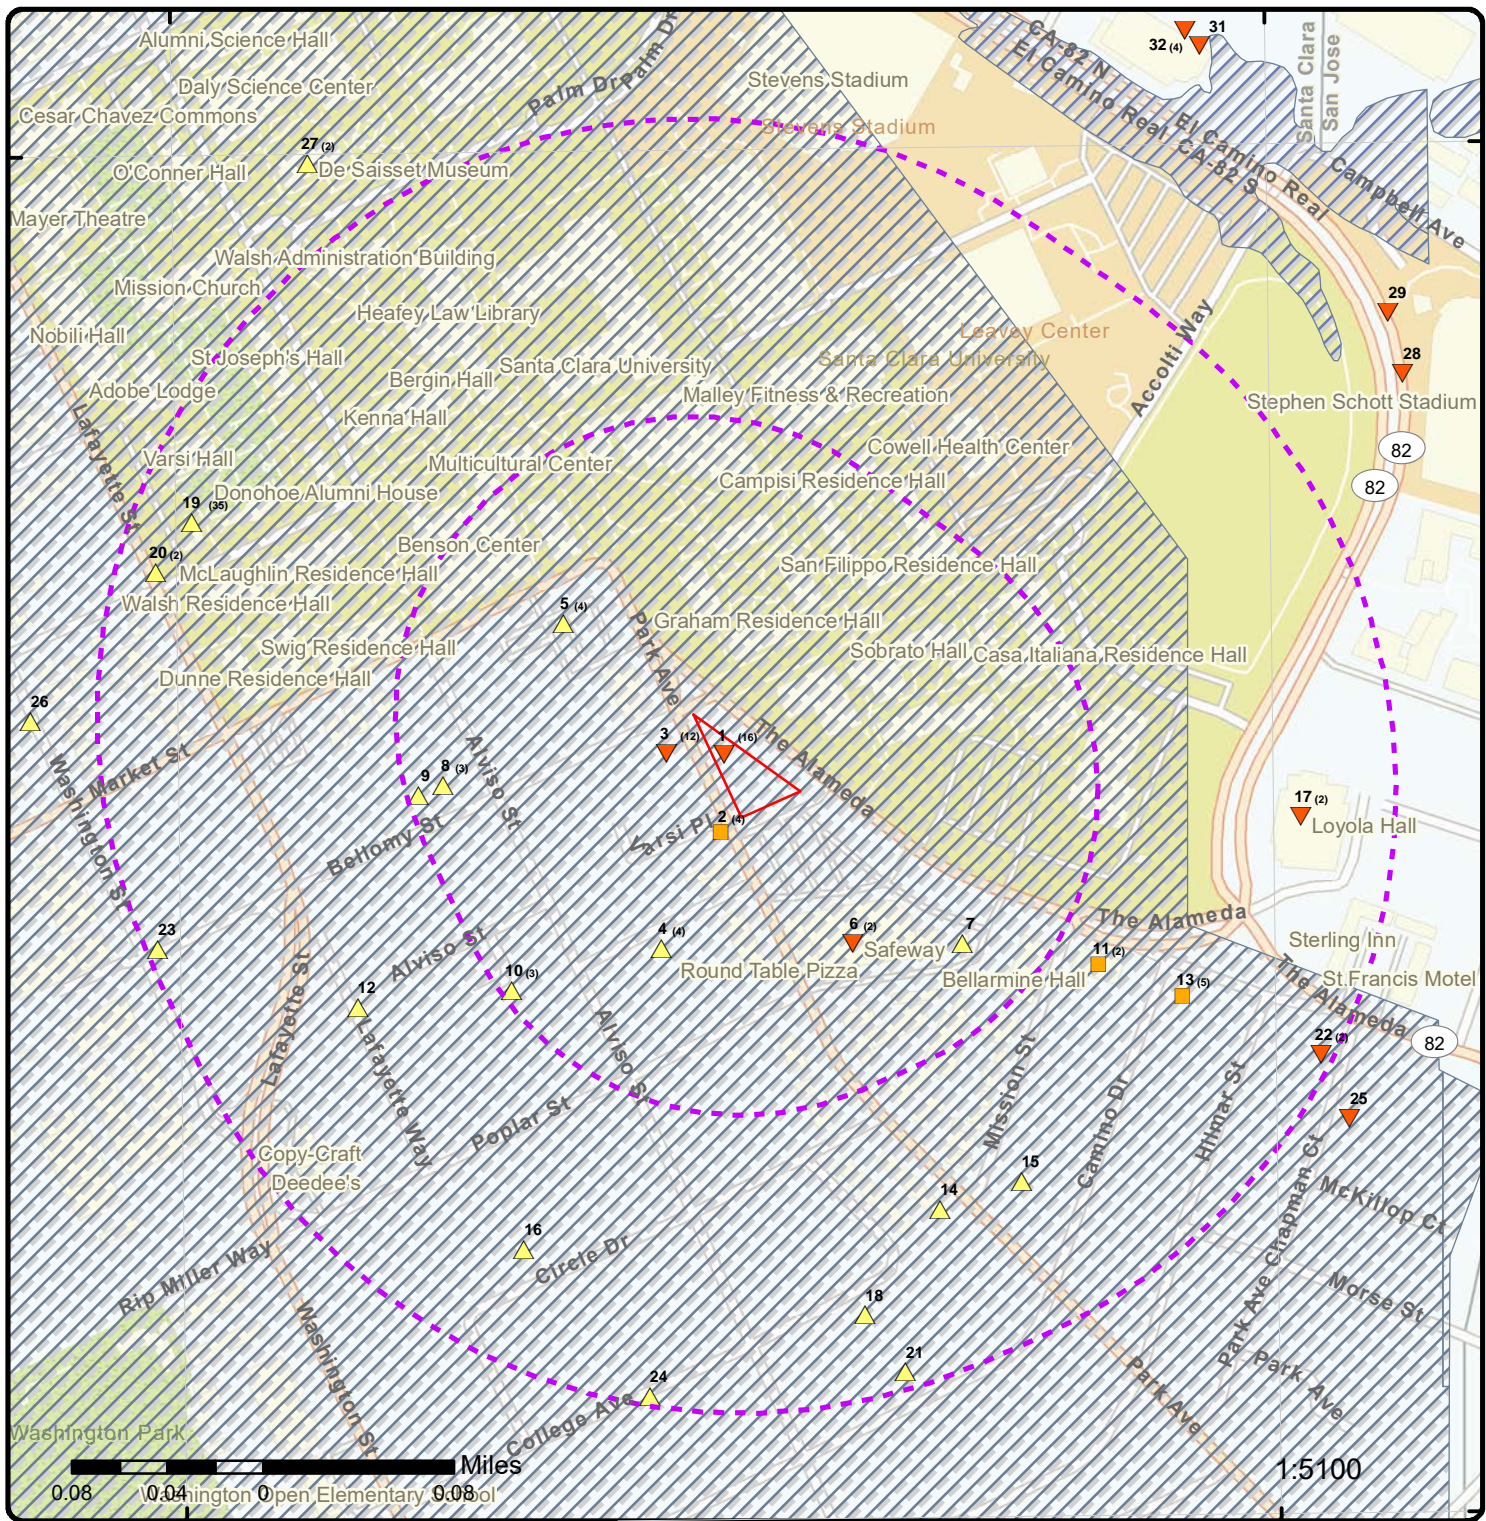 Alumni Science Hall
Daly Science Center
Cesar Chavez Commons
27 (2)
De Saisset Museum
O'Conner Hall
Mayer Theatre
Walsh Administration Building
Mission Church
Heafey Law Library
Nobili Hall
St Joseph's Hall
Santa Clara University
Bergin Hall
Adobe Lodge
Kenna Hall
Lafayette St
Varsi Hall
Multicultural Center
Donohoe Alumni House
19 (35)
20 (2)
Benson Center
McLaughlin Residence Hall
Walsh Residence Hall
Swig Residence Hall
Dunne Residence Hall
Palm Dr
Palm Dr
Stevens Stadium
Stevens Stadium
CA-82 N
El Camino Real
El Camino Real
CA-82 S
32 (4)
31
Santa Clara
San Jose
Campbell Ave
29
28
Leavey Center
Santa Clara University
Accolti Way
Malley Fitness & Recreation
Stephen Schott Stadium
82
82
Cowell Health Center
Campisi Residence Hall
San Filippo Residence Hall
5 (4)
Park Ave
Graham Residence Hall
Sobrato Hall
Casa Italiana Residence Hall
26
Market St
Washington St
Alviso St
3 (12)
1 (16)
The Alameda
9
8 (3)
Bellomy St
Varsi Pl
2 (4)
17 (2)
Loyola Hall
23
Alviso St
4 (4)
Round Table Pizza
6 (2)
Safeway
7
Bellarmine Hall
The Alameda
11 (2)
13 (5)
Sterling Inn
St.Francis Motel
The Alameda
10 (3)
12
Lafayette St
Lafayette Way
Alviso St
22 (2)
82
25
Poplar St
Mission St
Camino Dr
Hilmar St
Chapman Ct
McKillop Ct
Copy-Craft
Deedee's
15
14
16
Circle Dr
Rip Miller Way
Washington St
18
21
24
College Ave
Park Ave
Park Ave
Park Ave
Morse St
Washington Park
Miles
0.08 0.04 0 0.08
Washington Open Elementary School
1:5100